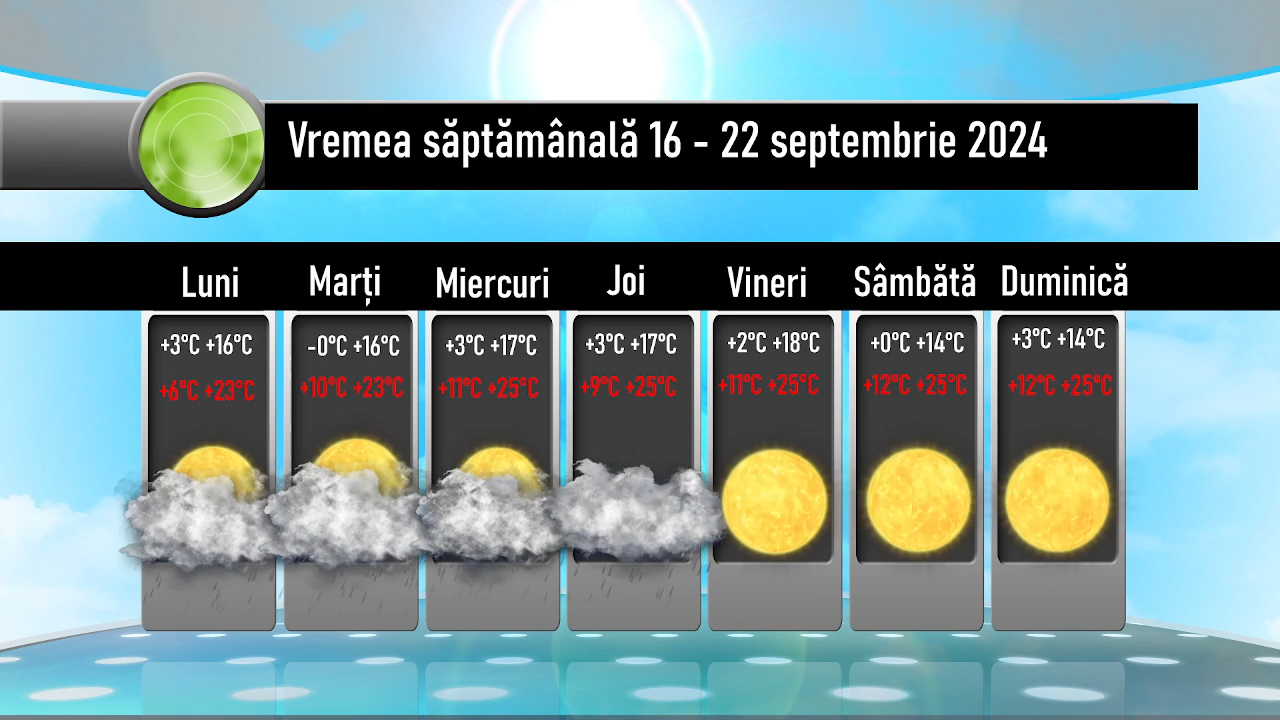 Vremea săptămânală 16 - 22 septembrie 2024
Luni Marți Miercuri Joi Vineri Sâmbătă Duminică
+3°C +16°C -0°C +16°C +3°C +17°C +3°C +17°C +2°C +18°C +0°C +14°C +3°C +14°C
+6°C +23°C +10°C +23°C +11°C +25°C +9°C +25°C +11°C +25°C +12°C +25°C +12°C +25°C